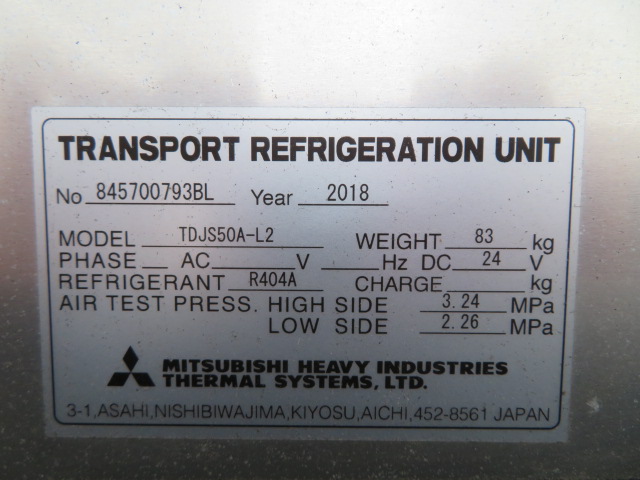 TRANSPORT REFRIGERATION UNIT
No 845700793BL Year 2018
MODEL TDJS50A-L2 WEIGHT 83 kg
PHASE AC V Hz DC 24 V
REFRIGERANT R404A CHARGE kg
AIR TEST PRESS. HIGH SIDE 3.24 MPa
LOW SIDE 2.26 MPa
MITSUBISHI HEAVY INDUSTRIES
THERMAL SYSTEMS, LTD.
3-1,ASAHI,NISHIBIWAJIMA,KIYOSU,AICHI,452-8561 JAPAN